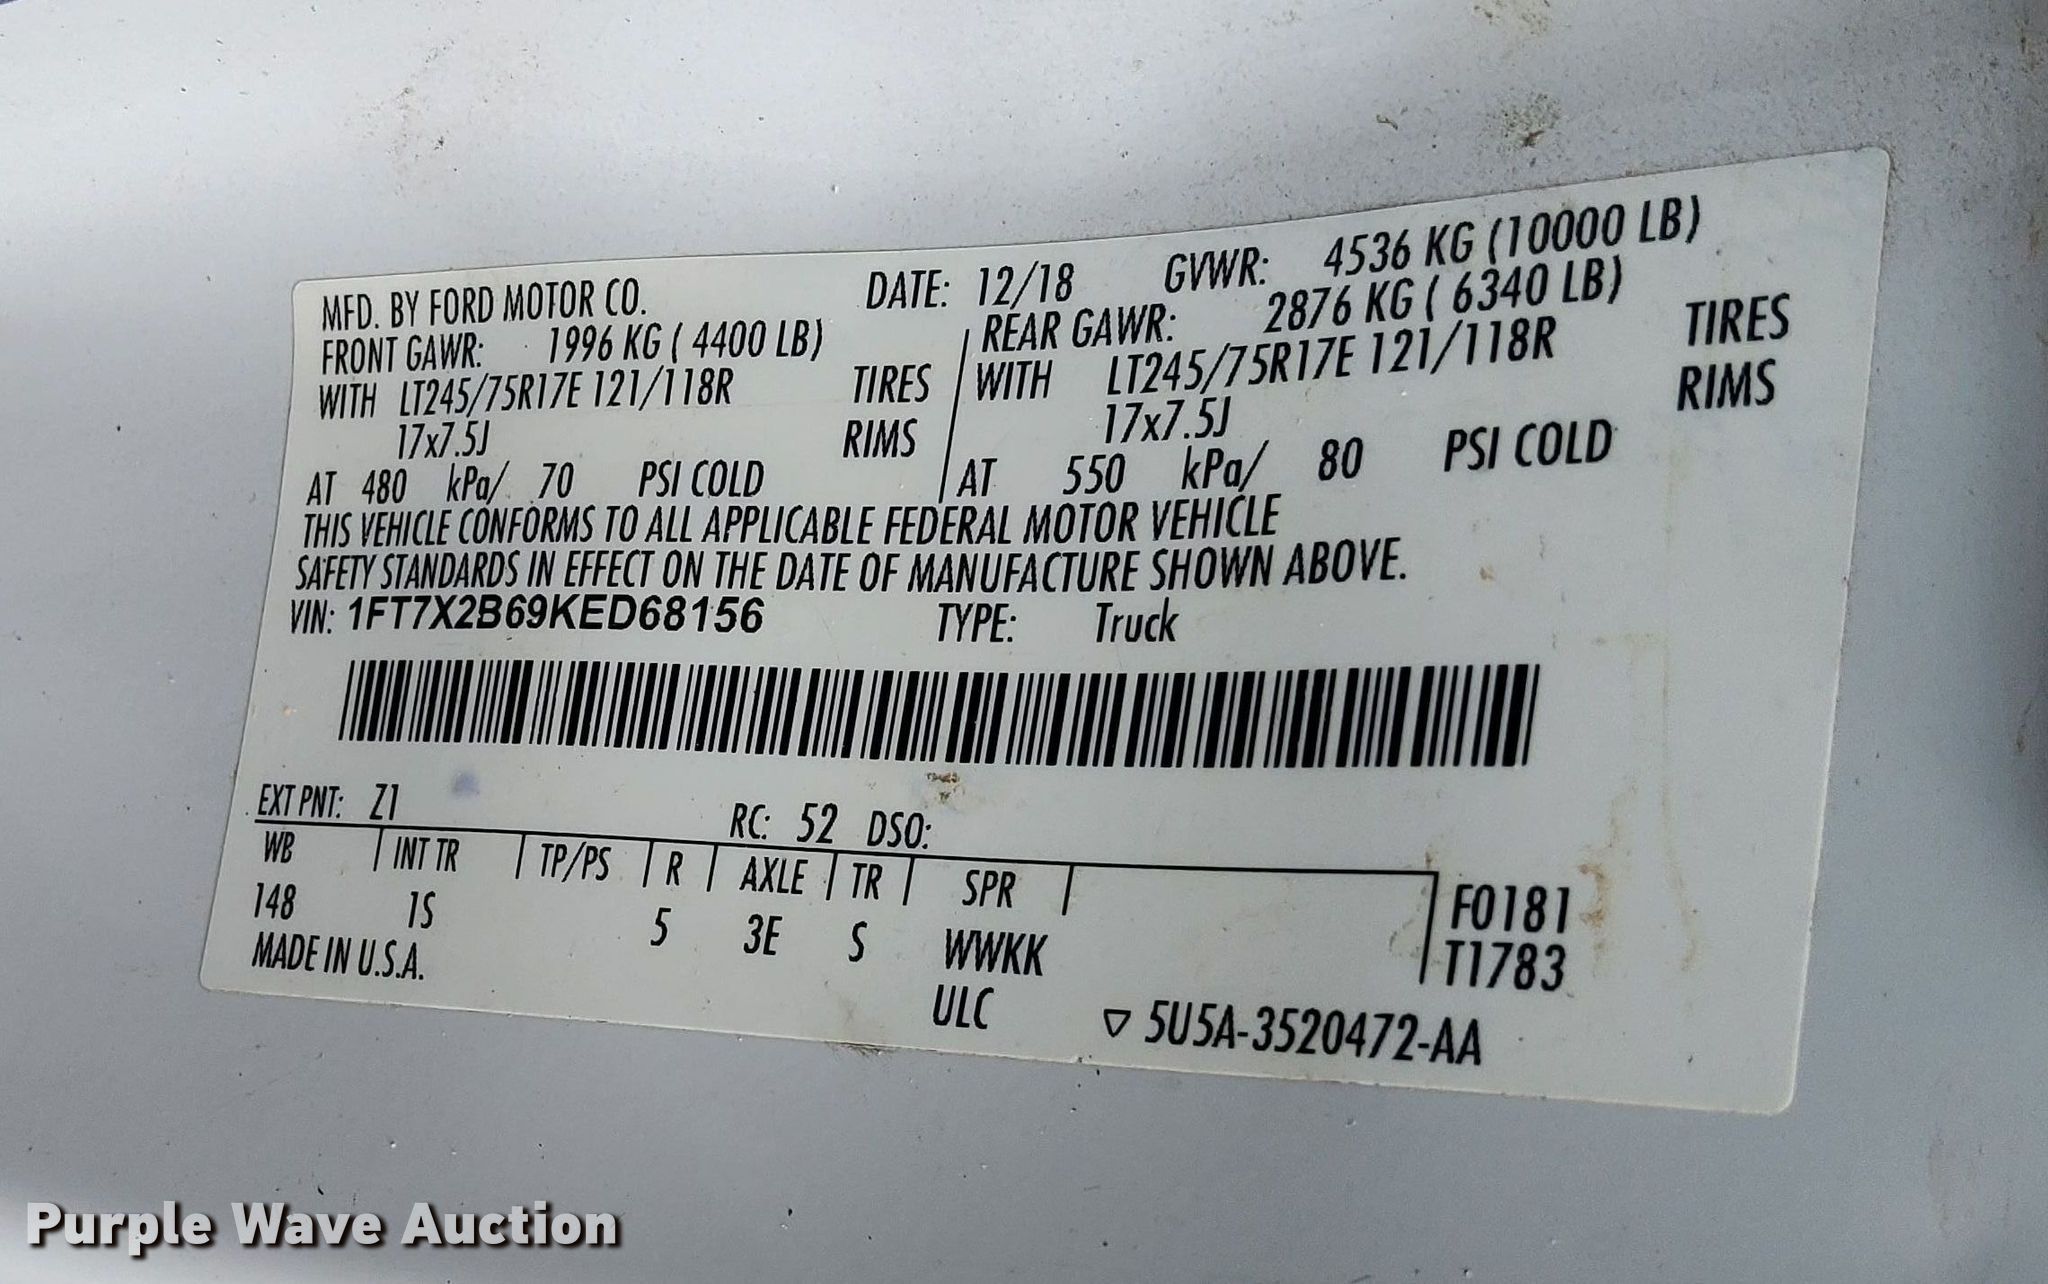 MFD. BY FORD MOTOR CO. DATE: 12/18 GVWR: 4536 KG (10000 LB)
FRONT GAWR: 1996 KG ( 4400 LB) REAR GAWR: 2876 KG ( 6340 LB)
WITH LT245/75R17E 121/118R TIRES WITH LT245/75R17E 121/118R TIRES
17x7.5J RIMS 17x7.5J RIMS
AT 480 kPa/ 70 PSI COLD AT 550 kPa/ 80 PSI COLD
THIS VEHICLE CONFORMS TO ALL APPLICABLE FEDERAL MOTOR VEHICLE
SAFETY STANDARDS IN EFFECT ON THE DATE OF MANUFACTURE SHOWN ABOVE.
VIN: 1FT7X2B69KED68156 TYPE: Truck
EXT PNT: Z1 RC: 52 DSO:
WB INT TR TP/PS R AXLE TR SPR F0181
148 1S 5 3E S WWKK T1783
MADE IN U.S.A. ULC ▽ 5U5A-3520472-AA
Purple Wave Auction